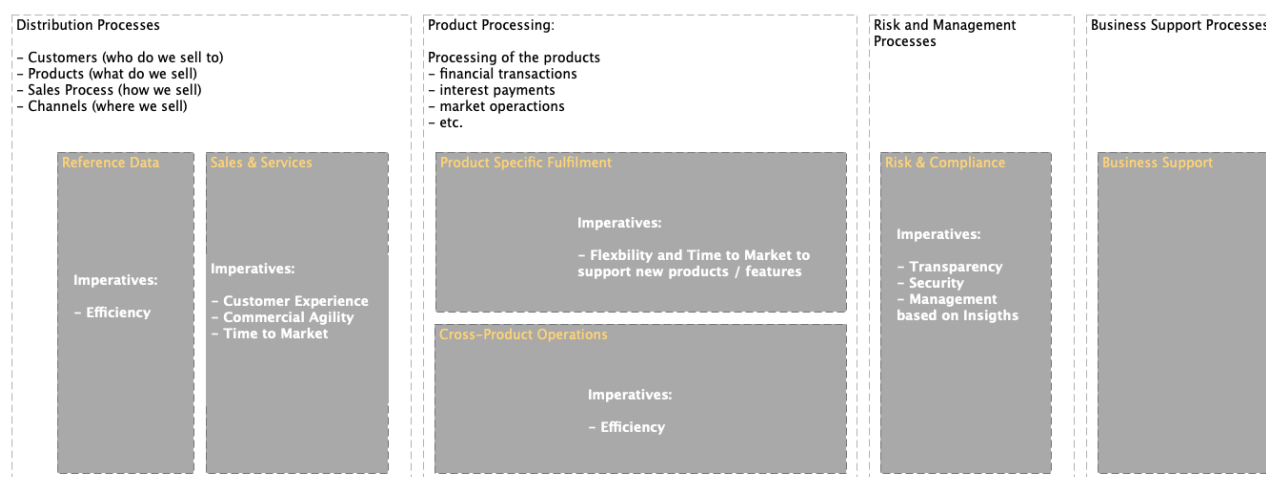 Distribution Processes
- Customers (who do we sell to)
- Products (what do we sell)
- Sales Process (how we sell)
- Channels (where we sell)
Reference Data
Imperatives:
- Efficiency
Sales & Services
Imperatives:
- Customer Experience
- Commercial Agility
- Time to Market
Product Processing:
Processing of the products
- financial transactions
- interest payments
- market operactions
- etc.
Product Specific Fulfilment
Imperatives:
- Flexbility and Time to Market to
support new products / features
Cross-Product Operations
Imperatives:
- Efficiency
Risk and Management
Processes
Risk & Compliance
Imperatives:
- Transparency
- Security
- Management
based on Insigths
Business Support Processes
Business Support